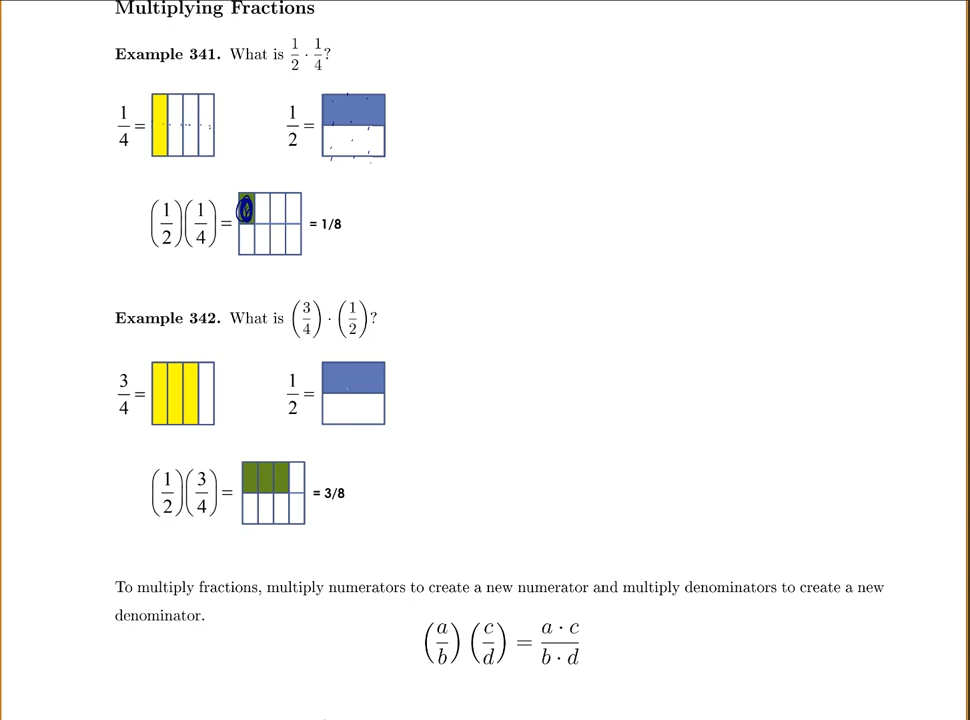 Multiplying Fractions
Example 341. What is 1/2 · 1/4?
1/4 =
1/2 =
(1/2)(1/4) = = 1/8
Example 342. What is (3/4) · (1/2)?
3/4 =
1/2 =
(1/2)(3/4) = = 3/8
To multiply fractions, multiply numerators to create a new numerator and multiply denominators to create a new
denominator.
(a/b)(c/d) = a · c / b · d